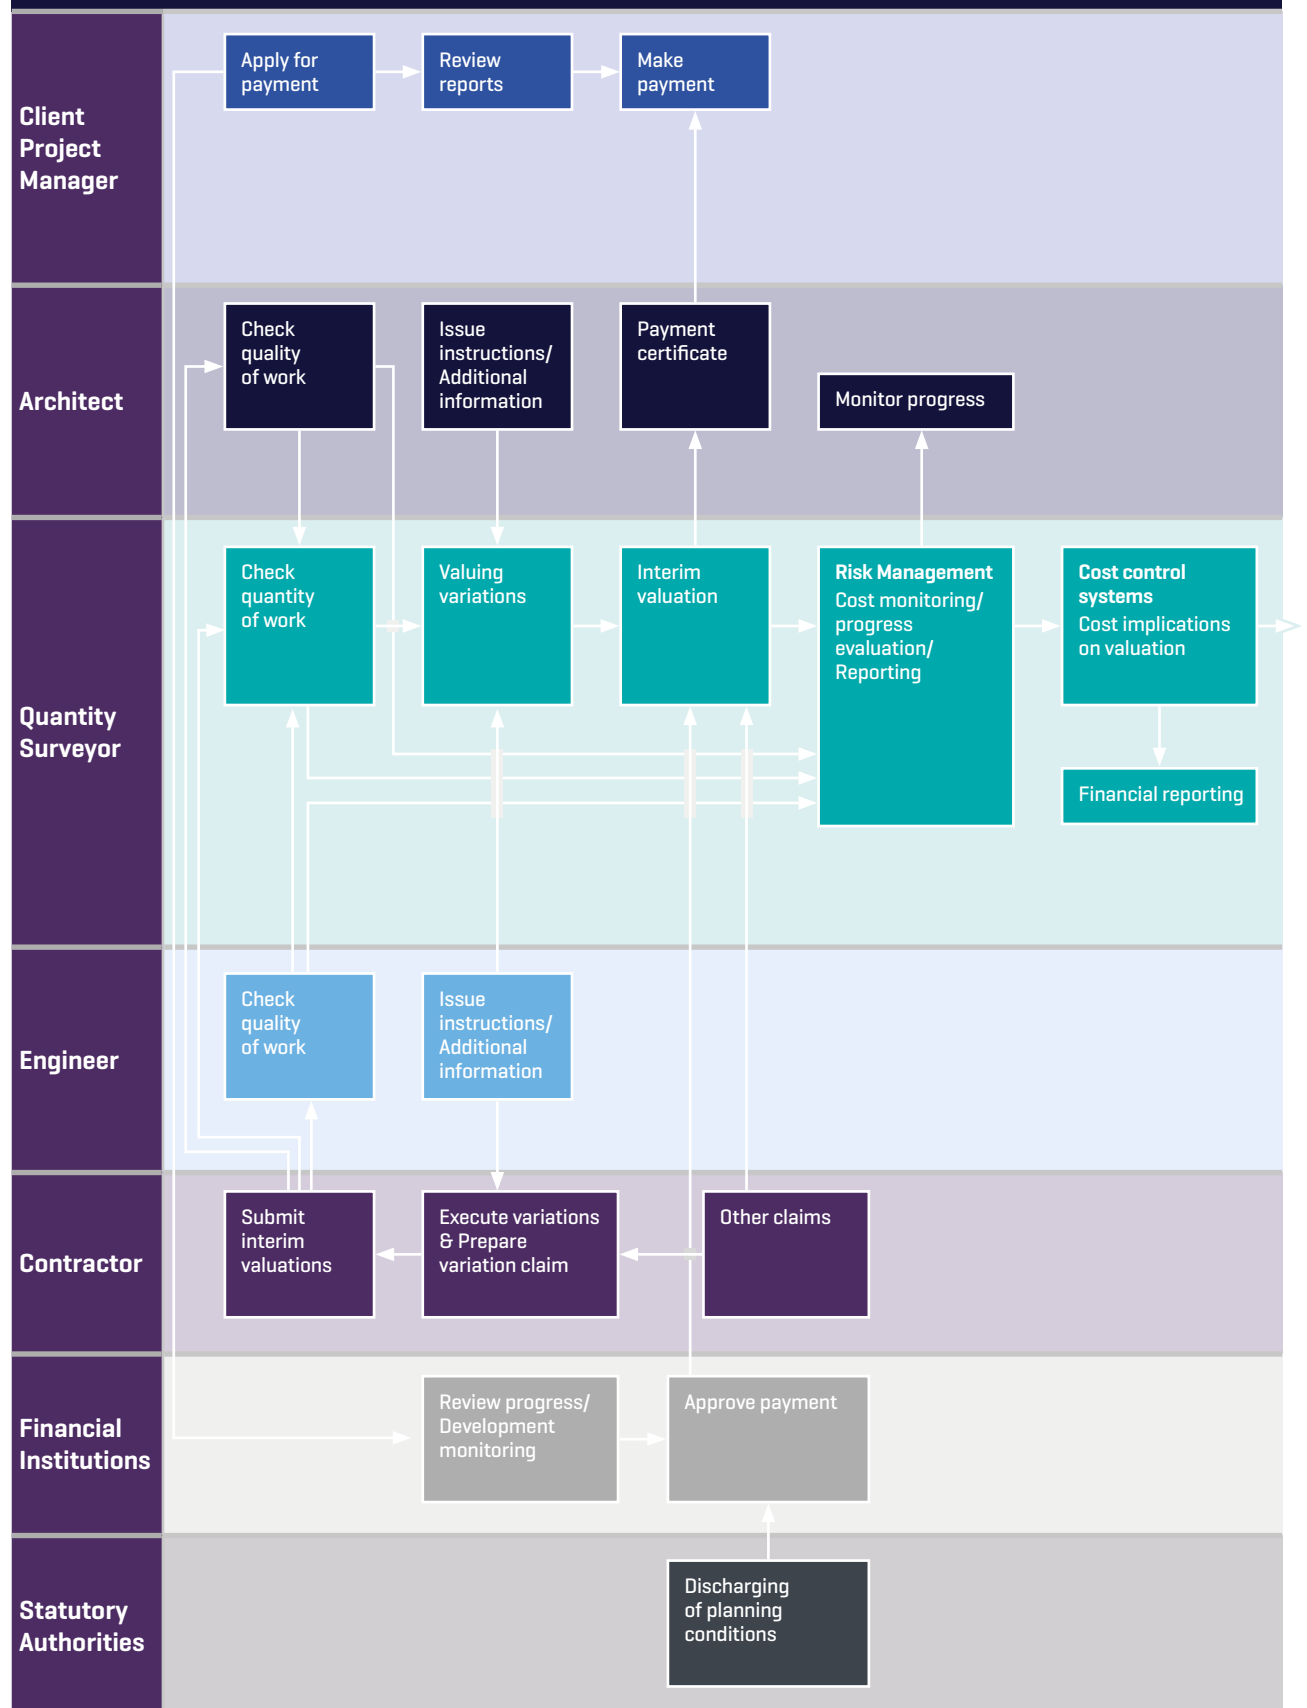 Client
Project
Manager
Apply for
payment
Review
reports
Make
payment
Architect
Check
quality
of work
Issue
instructions/
Additional
information
Payment
certificate
Monitor progress
Quantity
Surveyor
Check
quantity
of work
Valuing
variations
Interim
valuation
Risk Management
Cost monitoring/
progress
evaluation/
Reporting
Cost control
systems
Cost implications
on valuation
Financial reporting
Engineer
Check
quality
of work
Issue
instructions/
Additional
information
Contractor
Submit
interim
valuations
Execute variations
& Prepare
variation claim
Other claims
Financial
Institutions
Review progress/
Development
monitoring
Approve payment
Statutory
Authorities
Discharging
of planning
conditions